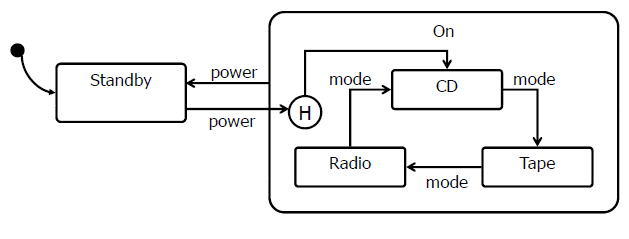 On
Standby
power
power
H
mode
CD
mode
Radio
mode
Tape